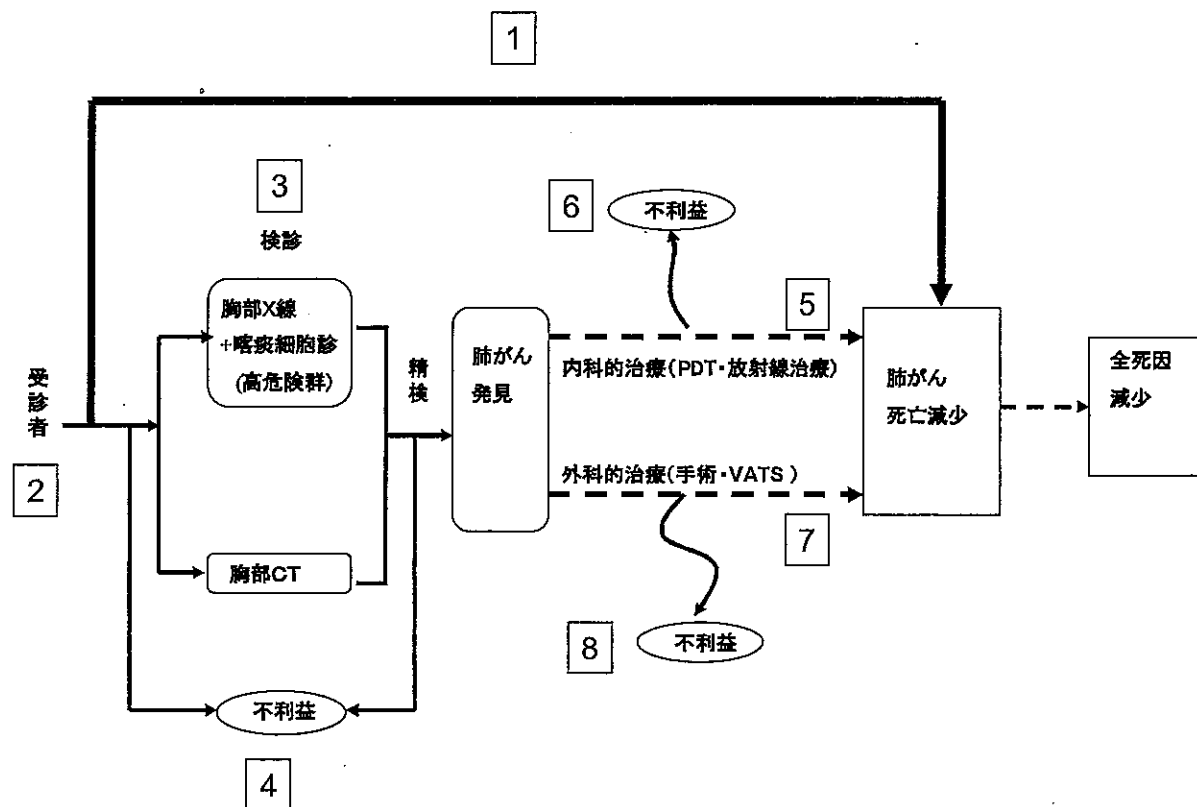 1
3
検診
胸部X線
+喀痰細胞診
(高危険群)
受診者
2
胸部CT
不利益
4
精検
肺がん
発見
6
不利益
5
内科的治療(PDT・放射線治療)
外科的治療(手術・VATS)
7
8
不利益
肺がん
死亡減少
全死因
減少